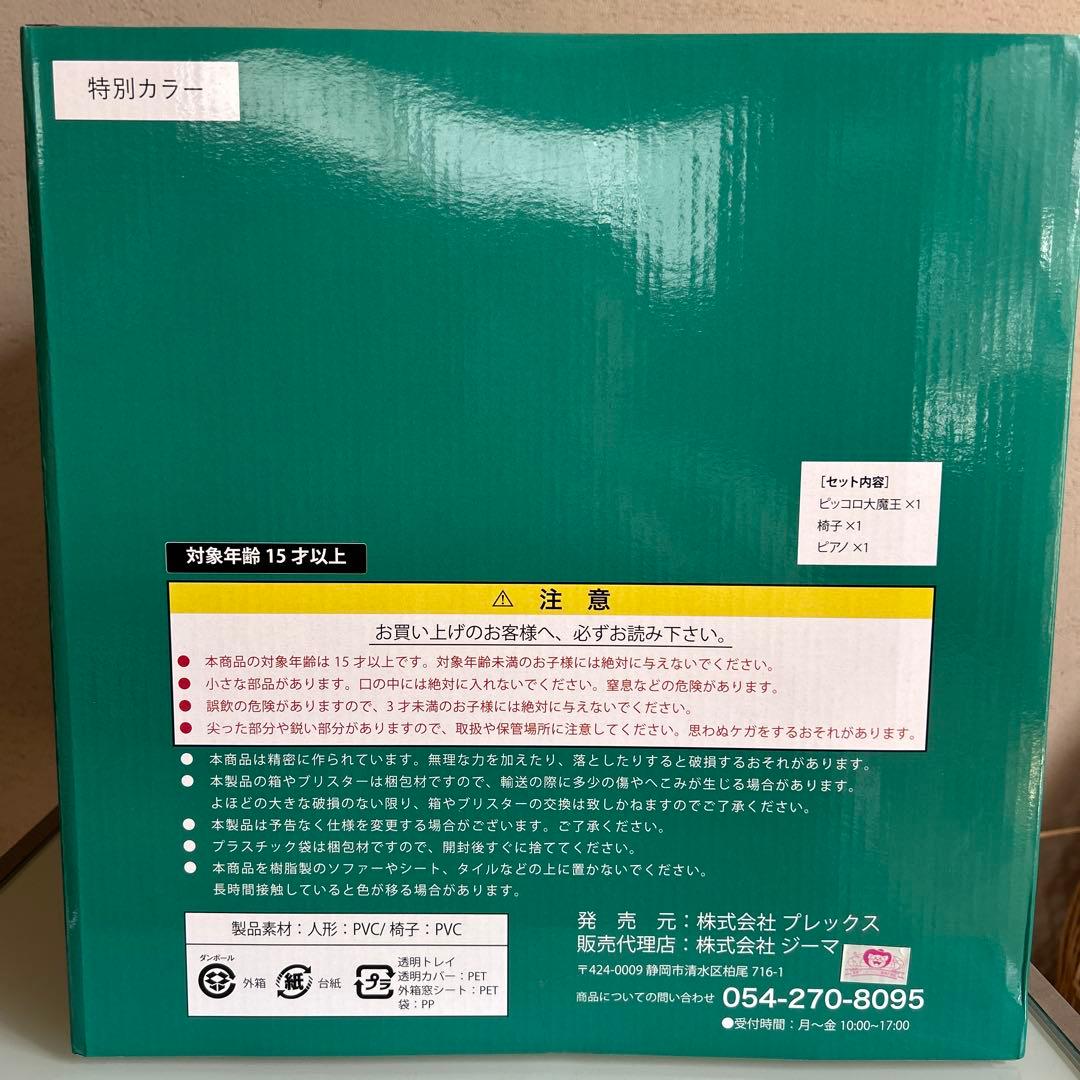 特別カラー
[セット内容]
ピッコロ大魔王×1
椅子×1
ピアノ×1
対象年齢15才以上
⚠ 注意
お買い上げのお客様へ、必ずお読み下さい。
● 本商品の対象年齢は15才以上です。対象年齢未満のお子様には絶対に与えないでください。
● 小さな部品があります。口の中には絶対に入れないでください。窒息などの危険があります。
● 誤飲の危険がありますので、3才未満のお子様には絶対に与えないでください。
● 尖った部分や鋭い部分がありますので、取扱や保管場所に注意してください。思わぬケガをするおそれがあります。
● 本商品は精密に作られています。無理な力を加えたり、落としたりすると破損するおそれがあります。
● 本製品の箱やブリスターは梱包材ですので、輸送の際に多少の傷やへこみが生じる場合があります。
よほどの大きな破損のない限り、箱やブリスターの交換は致しかねますのでご了承ください。
● 本製品は予告なく仕様を変更する場合がございます。ご了承ください。
● プラスチック袋は梱包材ですので、開封後すぐに捨ててください。
● 本商品を樹脂製のソファーやシート、タイルなどの上に置かないでください。
長時間接触していると色が移る場合があります。
製品素材：人形：PVC/椅子：PVC
ダンボール
外箱
紙
台紙
プラ
透明トレイ
透明カバー：PET
外箱窓シート：PET
袋：PP
発売元：株式会社 プレックス
販売代理店：株式会社 ジーマ
〒424-0009 静岡市清水区柏尾 716-1
商品についての問い合わせ 054-270-8095
●受付時間：月～金 10:00~17:00